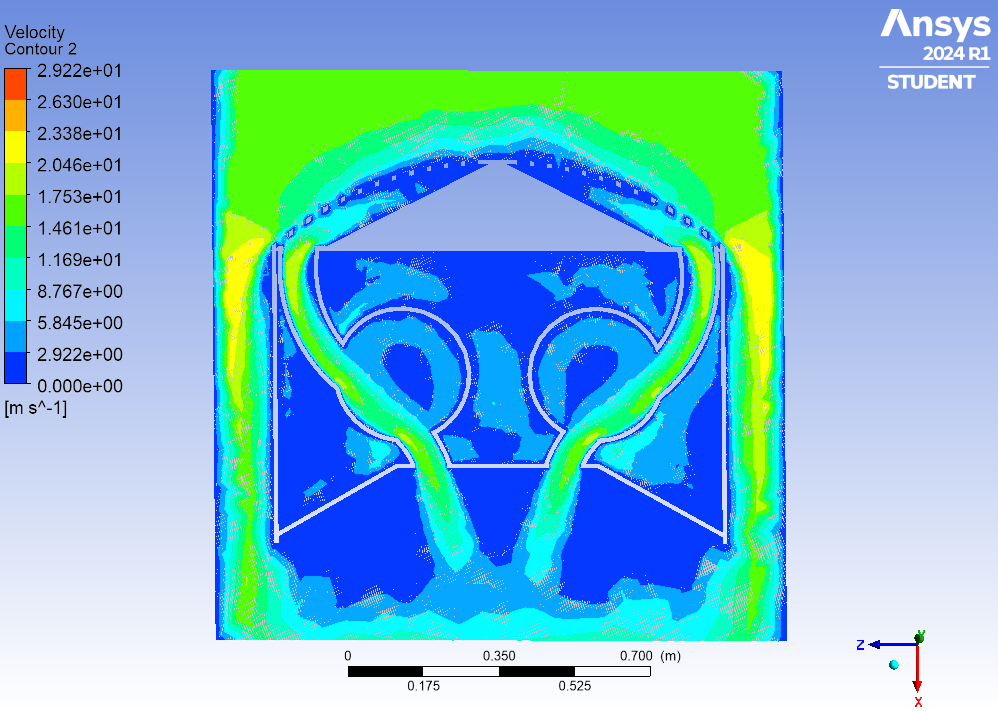 Velocity
Contour 2
2.922e+01
2.630e+01
2.338e+01
2.046e+01
1.753e+01
1.461e+01
1.169e+01
8.767e+00
5.845e+00
2.922e+00
0.000e+00
[m s^-1]
Ansys
2024 R1
STUDENT
0 0.350 0.700 (m)
0.175 0.525
Y
Z
X